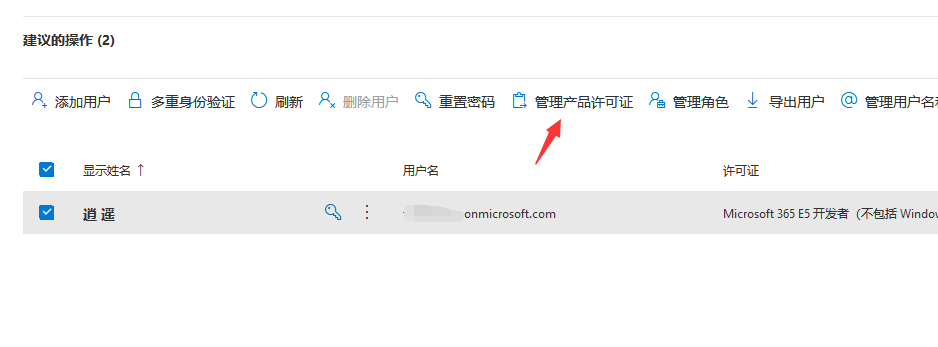 建议的操作 (2)
添加用户 多重身份验证 刷新 删除用户 重置密码 管理产品许可证 管理角色 导出用户 管理用户名
显示姓名 ↑ 用户名 许可证
逍 遥 onmicrosoft.com Microsoft 365 E5 开发者（不包括 Window